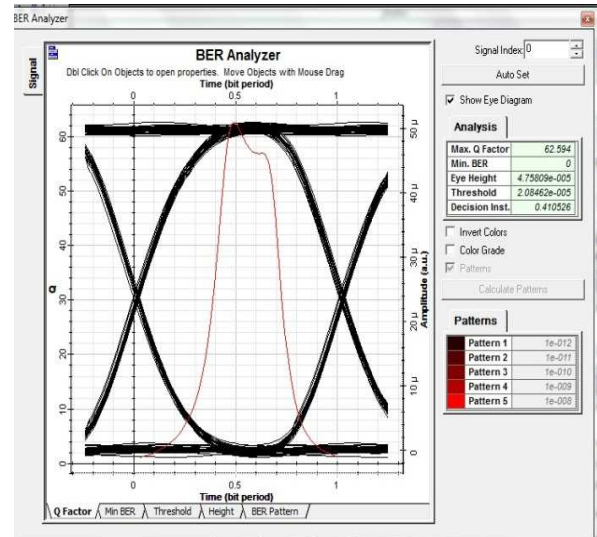 BER Analyzer
Signal
BER Analyzer
Dbl Click On Objects to open properties. Move Objects with Mouse Drag
Time (bit period)
0 0.5 1
60
50
40
30
20
10
0
Q
50 µ
40 µ
30 µ
20 µ
10 µ
0
Amplitude (a.u.)
0 0.5 1
Time (bit period)
Q Factor Min BER Threshold Height BER Pattern
Signal Index: 0
Auto Set
Show Eye Diagram
Analysis
Max. Q Factor 62.594
Min. BER 0
Eye Height 4.75809e-005
Threshold 2.08462e-005
Decision Inst. 0.410526
Invert Colors
Color Grade
Patterns
Calculate Patterns
Patterns
Pattern 1 1e-012
Pattern 2 1e-011
Pattern 3 1e-010
Pattern 4 1e-009
Pattern 5 1e-008